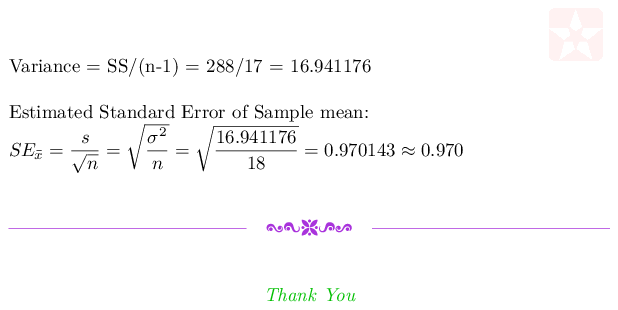 Variance = SS/(n-1) = 288/17 = 16.941176
Estimated Standard Error of Sample mean:
$SE_{\bar{x}} = \frac{s}{\sqrt{n}} = \sqrt{\frac{\sigma^2}{n}} = \sqrt{\frac{16.941176}{18}} = 0.970143 \approx 0.970$
Thank You